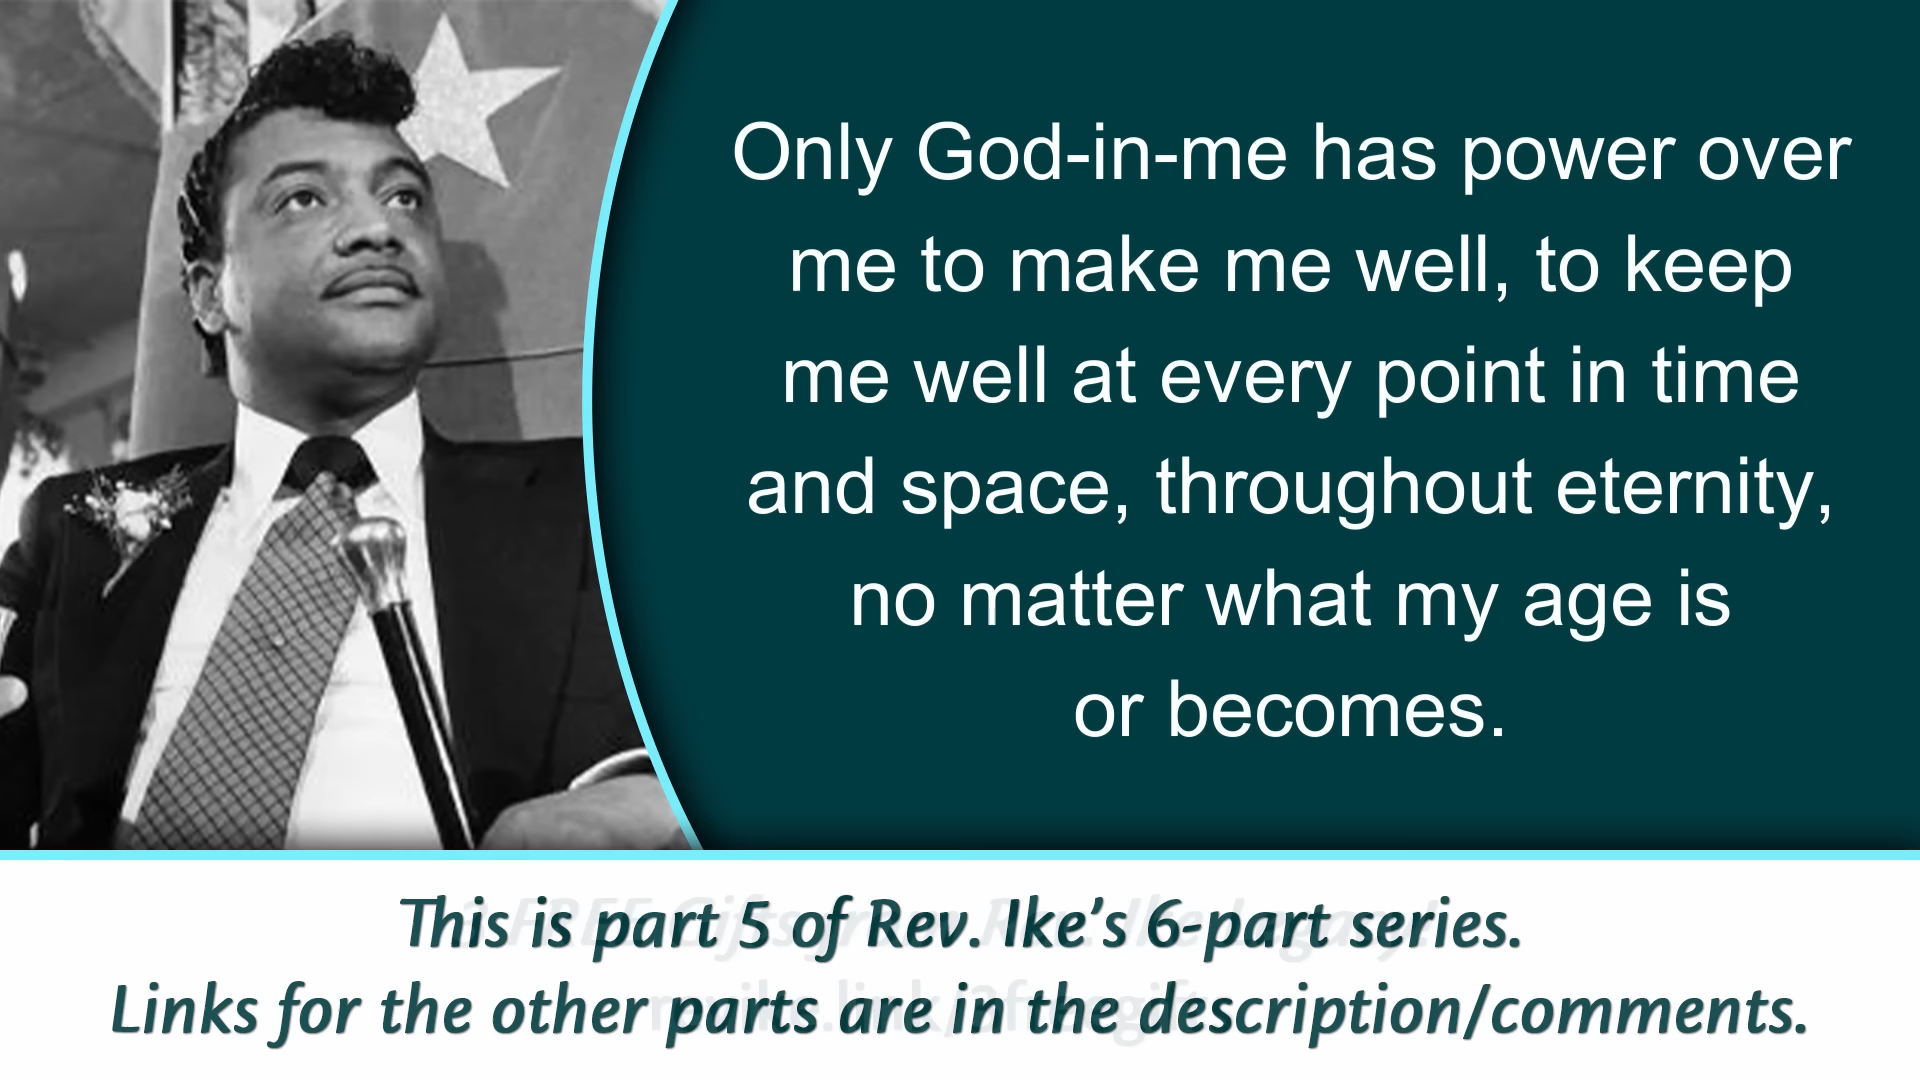 Only God-in-me has power over
me to make me well, to keep
me well at every point in time
and space, throughout eternity,
no matter what my age is
or becomes.
This is part 5 of Rev. Ike’s 6-part series.
Links for the other parts are in the description/comments.